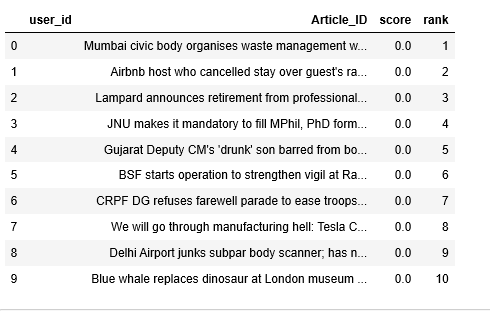 user_id Article_ID score rank
0 Mumbai civic body organises waste management w... 0.0 1
1 Airbnb host who cancelled stay over guest's ra... 0.0 2
2 Lampard announces retirement from professional... 0.0 3
3 JNU makes it mandatory to fill MPhil, PhD form... 0.0 4
4 Gujarat Deputy CM's 'drunk' son barred from bo... 0.0 5
5 BSF starts operation to strengthen vigil at Ra... 0.0 6
6 CRPF DG refuses farewell parade to ease troops... 0.0 7
7 We will go through manufacturing hell: Tesla C... 0.0 8
8 Delhi Airport junks subpar body scanner; has n... 0.0 9
9 Blue whale replaces dinosaur at London museum ... 0.0 10